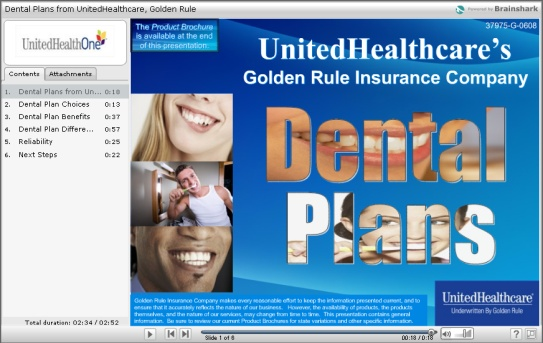 Dental Plans from UnitedHealthcare, Golden Rule
Powered by Brainshark
UnitedHealthOne
Contents
Attachments
1. Dental Plans from Un... 0:18
2. Dental Plan Choices 0:13
3. Dental Plan Benefits 0:37
4. Dental Plan Differe... 0:57
5. Reliability 0:25
6. Next Steps 0:22
Total duration: 02:34 / 02:52
The Product Brochure
is available at the end
of this presentation.
37975-G-0608
UnitedHealthcare's
Golden Rule Insurance Company
Dental
Plans
Golden Rule Insurance Company makes every reasonable effort to keep the information presented current, and to
ensure that it accurately reflects the nature of our business. However, the availability of products, the products
themselves, and the nature of our services, may change from time to time. This presentation contains general
information. Be sure to review our current Product Brochures for state variations and other specific information.
UnitedHealthcare
Underwritten By Golden Rule
Slide 1 of 6
00:18 / 0:18
?